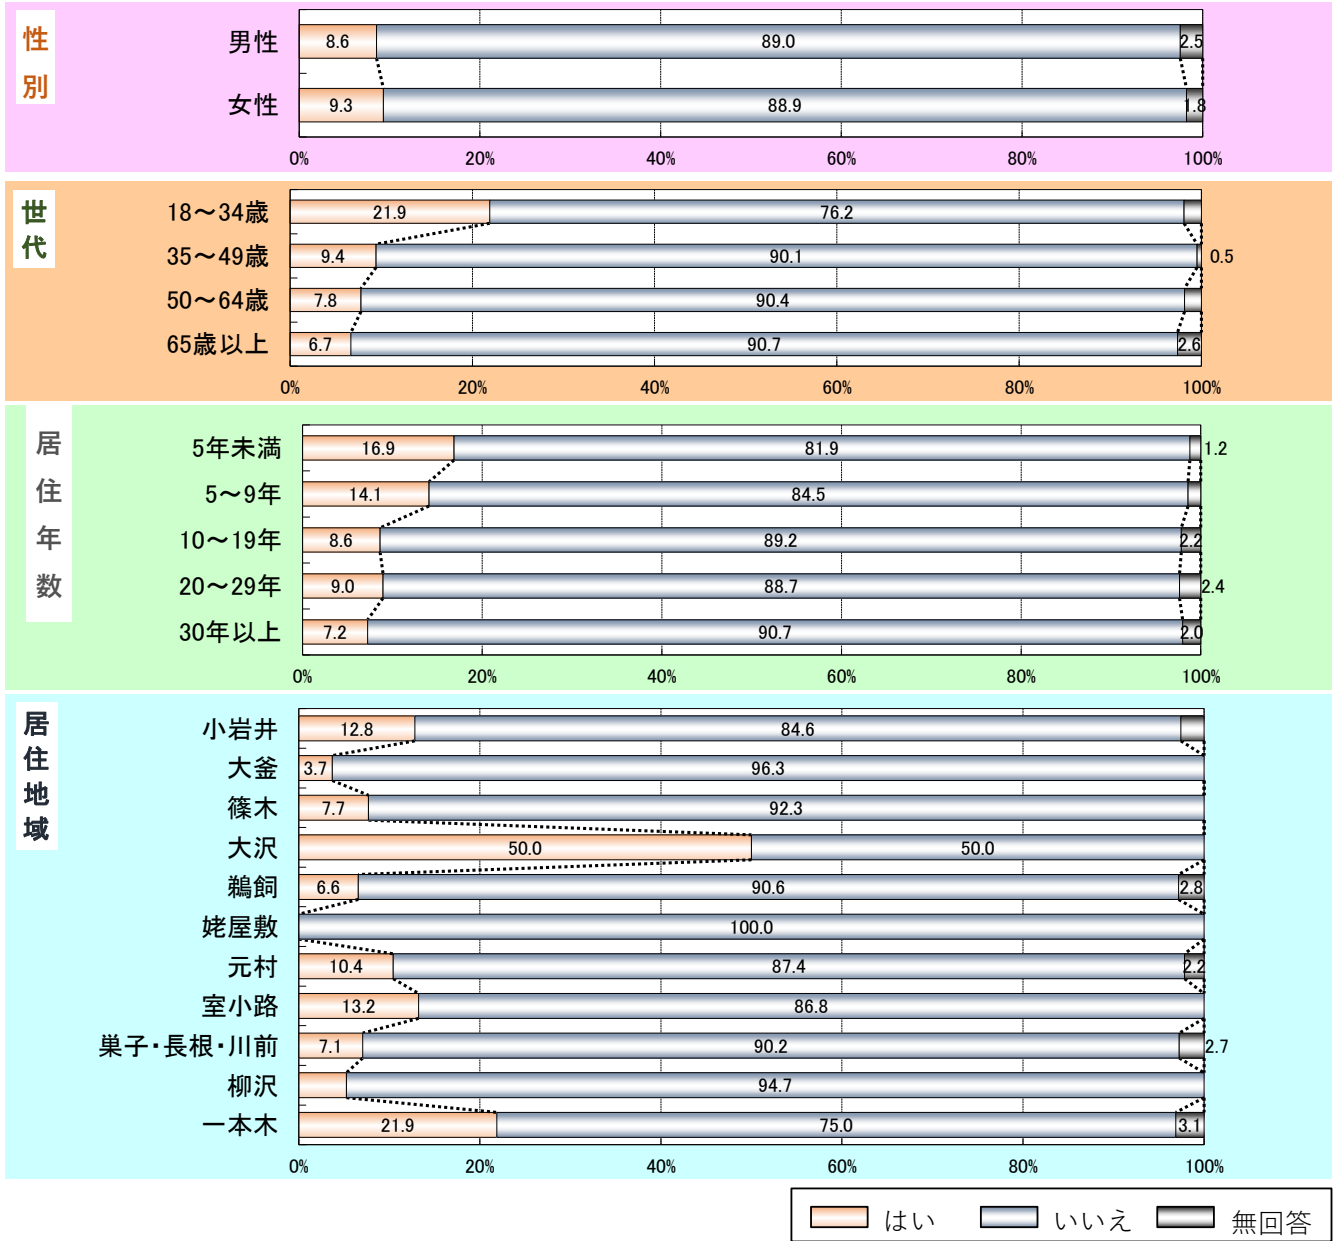 性別
男性 8.6 89.0 2.5
女性 9.3 88.9 1.8
0% 20% 40% 60% 80% 100%
世代
18～34歳 21.9 76.2
35～49歳 9.4 90.1 0.5
50～64歳 7.8 90.4
65歳以上 6.7 90.7 2.6
0% 20% 40% 60% 80% 100%
居住年数
5年未満 16.9 81.9 1.2
5～9年 14.1 84.5
10～19年 8.6 89.2 2.2
20～29年 9.0 88.7 2.4
30年以上 7.2 90.7 2.0
0% 20% 40% 60% 80% 100%
居住地域
小岩井 12.8 84.6
大釜 3.7 96.3
篠木 7.7 92.3
大沢 50.0 50.0
鵜飼 6.6 90.6 2.8
姥屋敷 100.0
元村 10.4 87.4 2.2
室小路 13.2 86.8
巣子・長根・川前 7.1 90.2 2.7
柳沢 94.7
一本木 21.9 75.0 3.1
0% 20% 40% 60% 80% 100%
はい いいえ 無回答